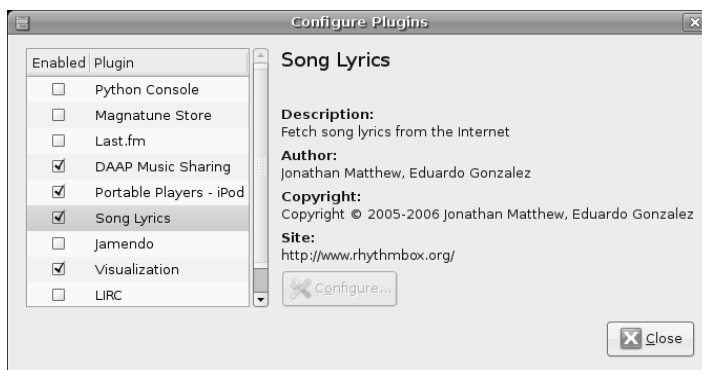 Configure Plugins
Enabled Plugin
Python Console
Magnatune Store
Last.fm
DAAP Music Sharing
Portable Players - iPod
Song Lyrics
Jamendo
Visualization
LIRC
Song Lyrics
Description:
Fetch song lyrics from the Internet
Author:
Jonathan Matthew, Eduardo Gonzalez
Copyright:
Copyright © 2005-2006 Jonathan Matthew, Eduardo Gonzalez
Site:
http://www.rhythmbox.org/
Configure...
Close